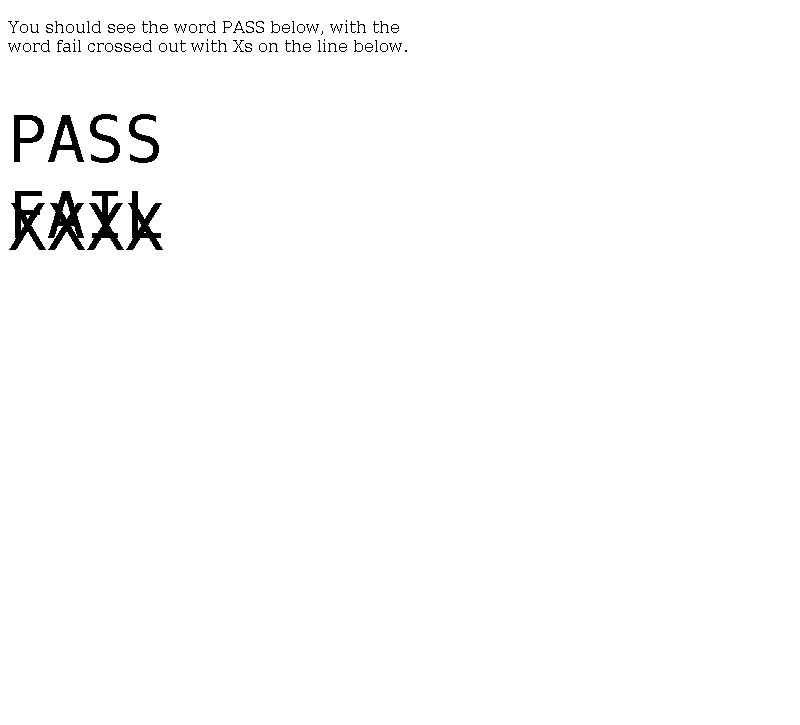 You should see the word PASS below, with the
word fail crossed out with Xs on the line below.
PASS
FAIL
XXXX